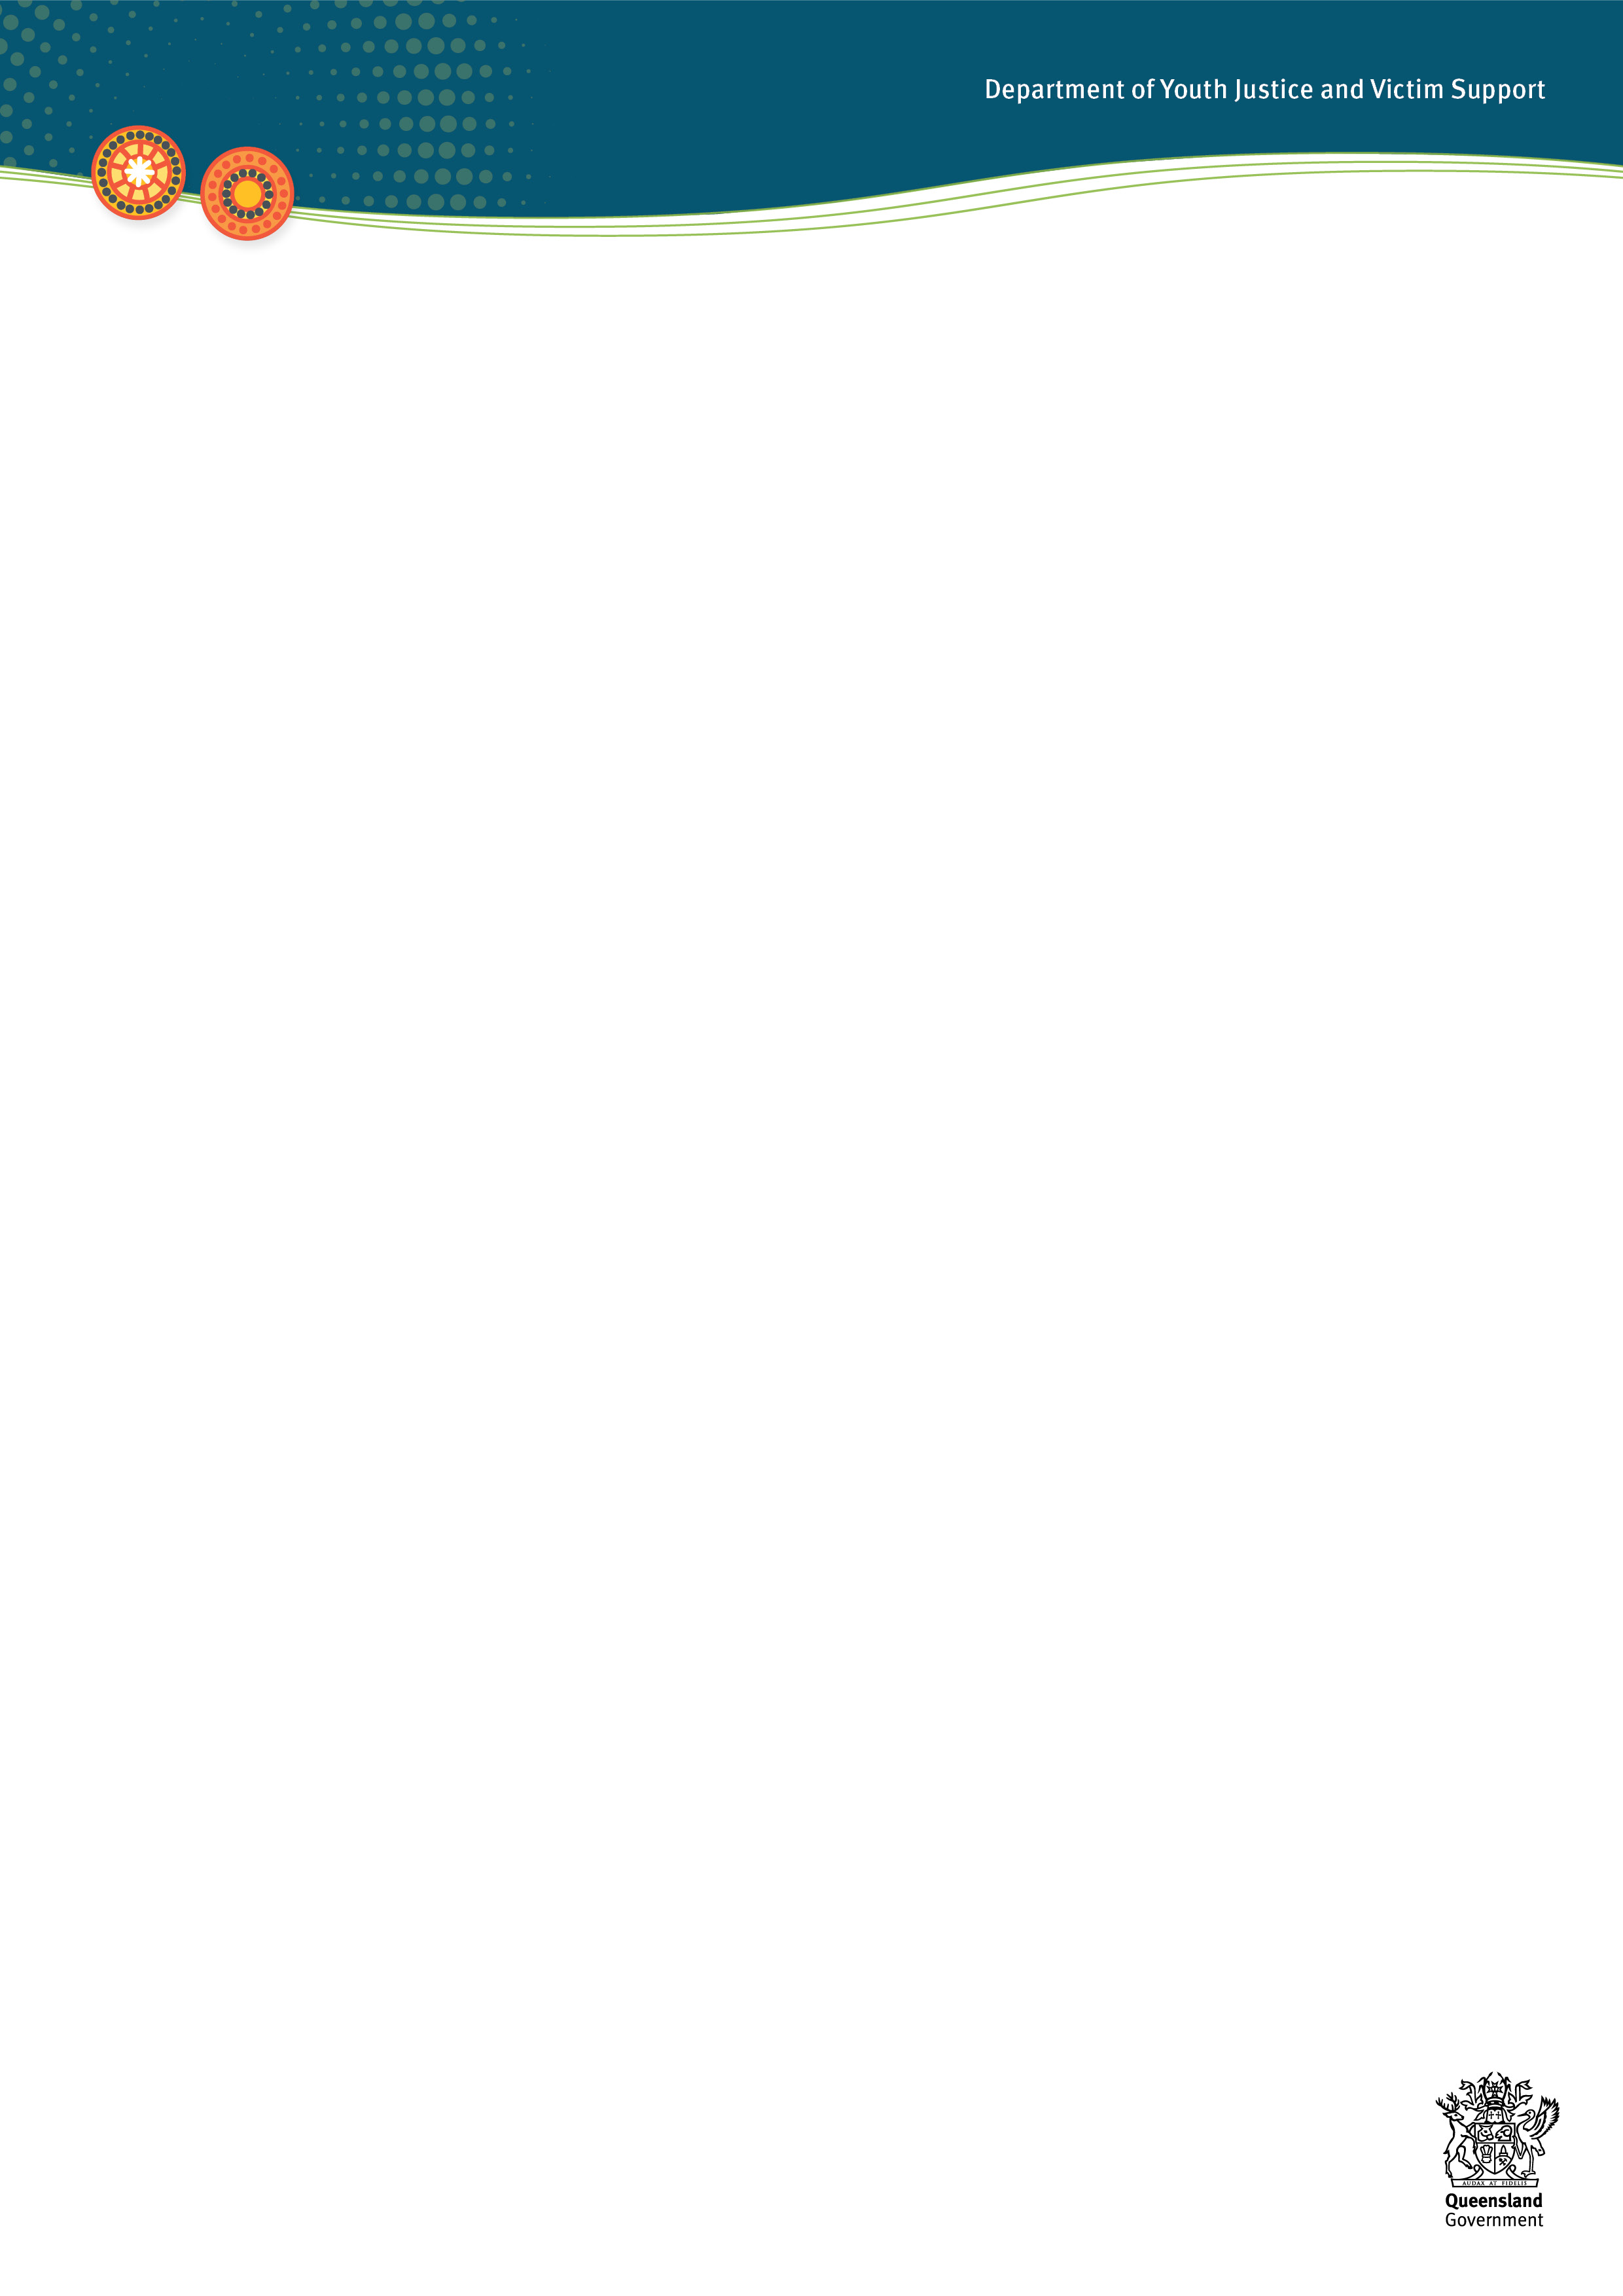 Department of Youth Justice and Victim Support
AUDAX AT FIDELIS
Queensland
Government